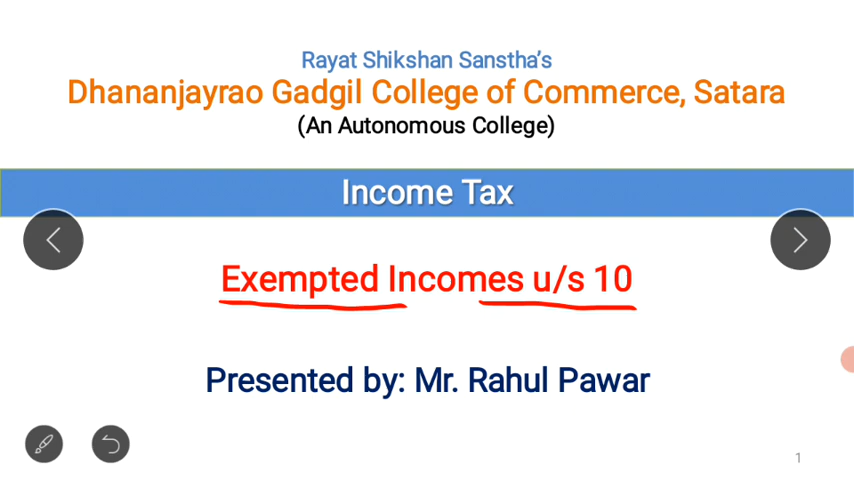 Rayat Shikshan Sanstha's
Dhananjayrao Gadgil College of Commerce, Satara
(An Autonomous College)
Income Tax
Exempted Incomes u/s 10
Presented by: Mr. Rahul Pawar
1